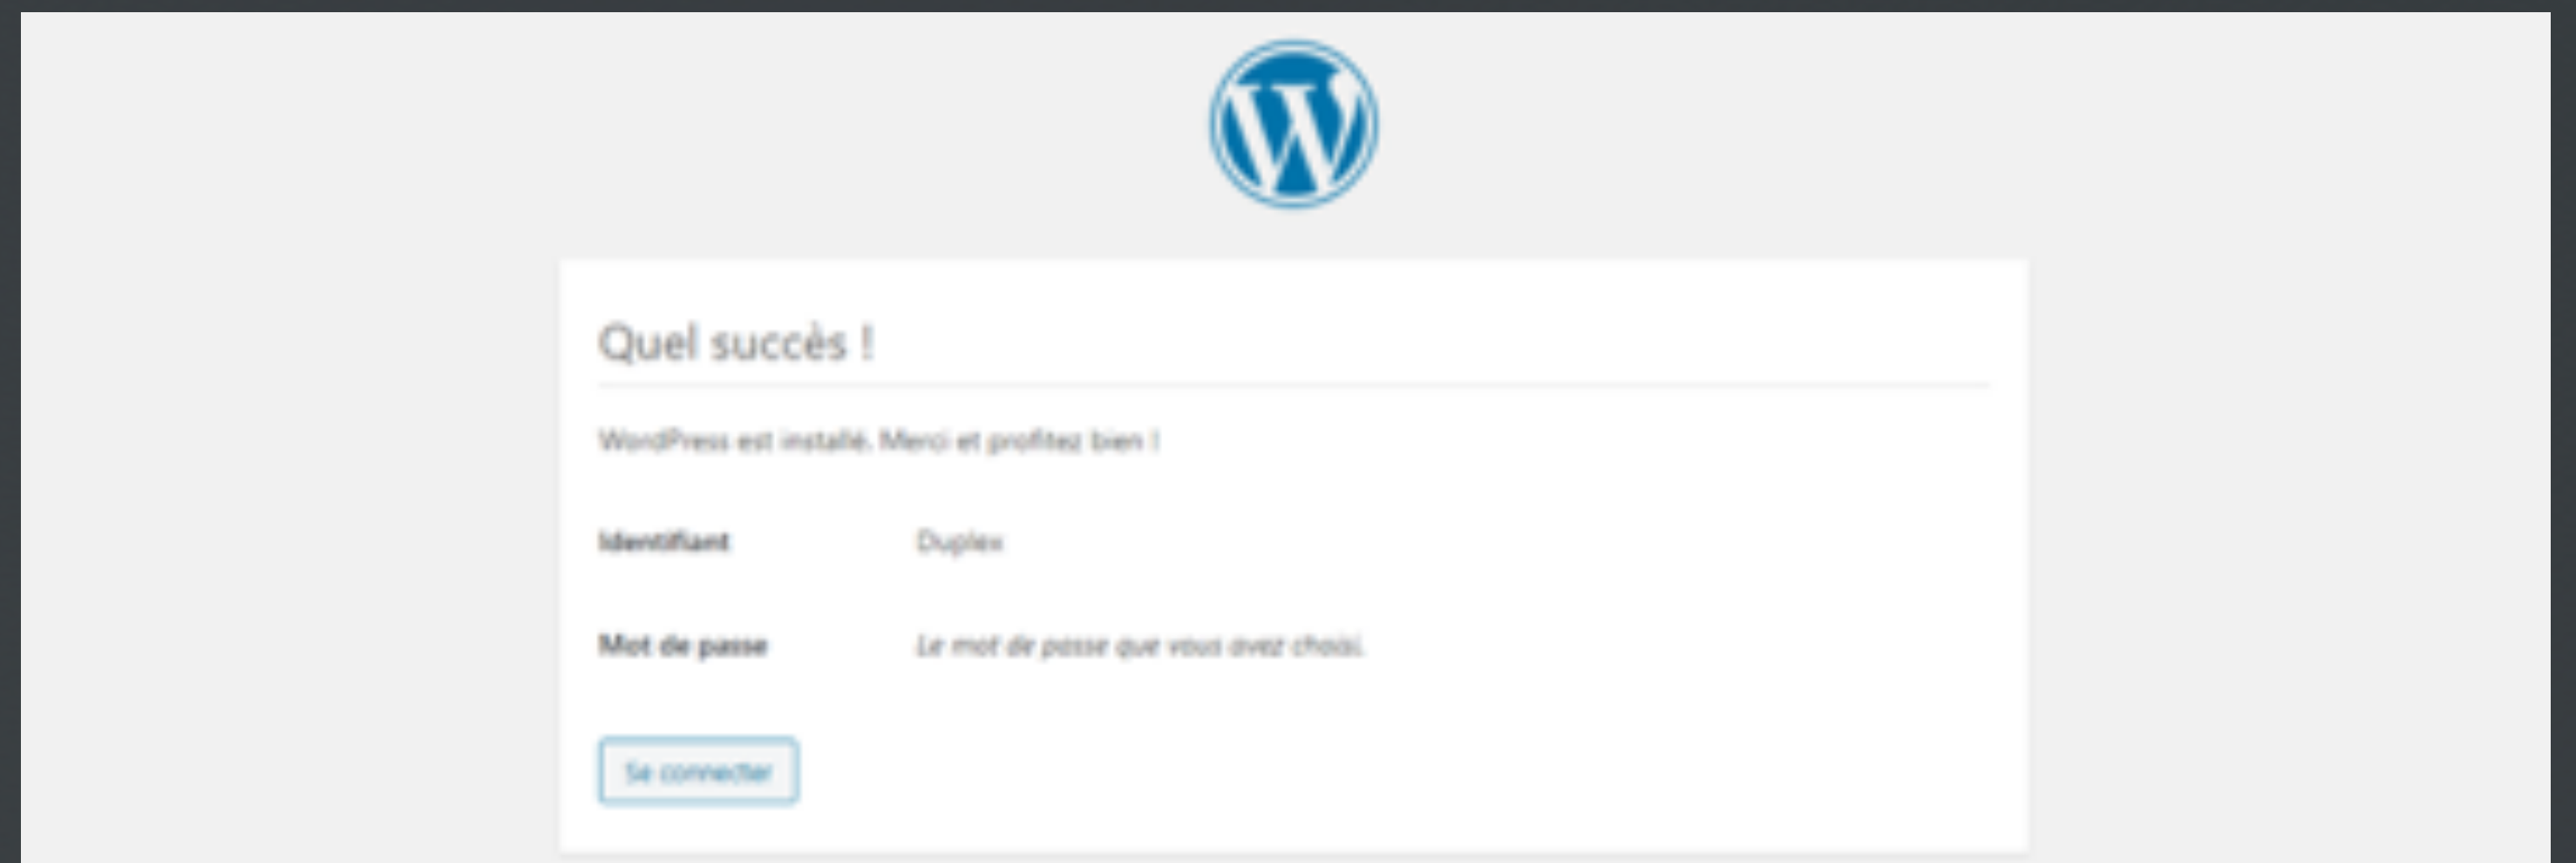 Quel succès !
WordPress est installé. Merci et profitez bien !
Identifiant Duplex
Mot de passe Le mot de passe que vous avez choisi.
Se connecter